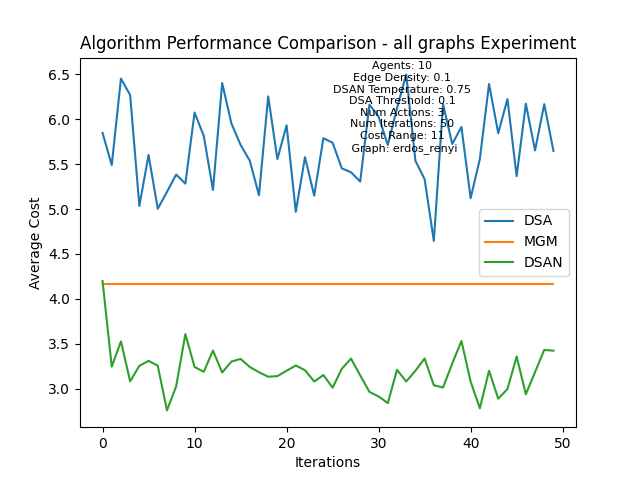 Algorithm Performance Comparison - all graphs Experiment
Agents: 10
Edge Density: 0.1
DSAN Temperature: 0.75
DSA Threshold: 0.1
Num Actions: 3
Num Iterations: 50
Cost Range: 11
Graph: erdos_renyi
6.5
6.0
5.5
5.0
4.5
4.0
3.5
3.0
Average Cost
DSA
MGM
DSAN
0 10 20 30 40 50
Iterations